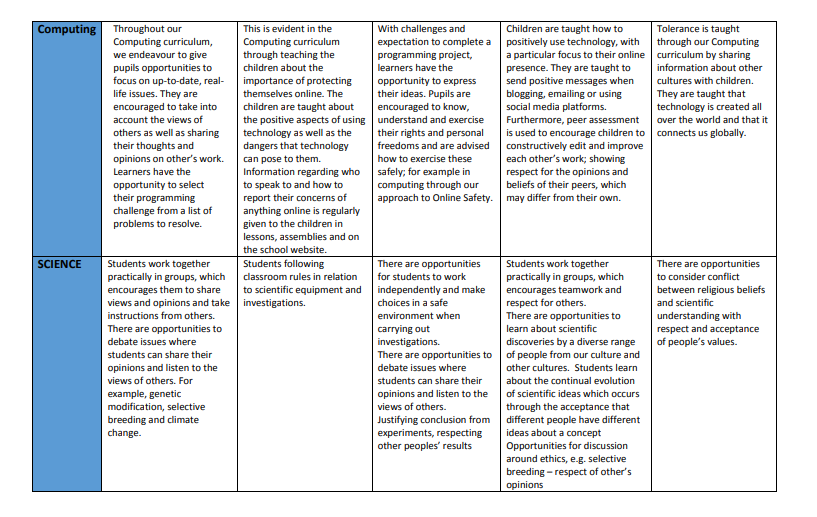 Computing
Throughout our
Computing curriculum,
we endeavour to give
pupils opportunities to
focus on up-to-date, real-
life issues. They are
encouraged to take into
account the views of
others as well as sharing
their thoughts and
opinions on other's work.
Learners have the
opportunity to select
their programming
challenge from a list of
problems to resolve.
This is evident in the
Computing curriculum
through teaching the
children about the
importance of protecting
themselves online. The
children are taught about
the positive aspects of using
technology as well as the
dangers that technology
can pose to them.
Information regarding who
to speak to and how to
report their concerns of
anything online is regularly
given to the children in
lessons, assemblies and on
the school website.
With challenges and
expectation to complete a
programming project,
learners have the
opportunity to express
their ideas. Pupils are
encouraged to know,
understand and exercise
their rights and personal
freedoms and are advised
how to exercise these
safely; for example in
computing through our
approach to Online Safety.
Children are taught how to
positively use technology, with
a particular focus to their online
presence. They are taught to
send positive messages when
blogging, emailing or using
social media platforms.
Furthermore, peer assessment
is used to encourage children to
constructively edit and improve
each other's work; showing
respect for the opinions and
beliefs of their peers, which
may differ from their own.
Tolerance is taught
through our Computing
curriculum by sharing
information about other
cultures with children.
They are taught that
technology is created all
over the world and that it
connects us globally.
SCIENCE
Students work together
practically in groups, which
encourages them to share
views and opinions and take
instructions from others.
There are opportunities to
debate issues where
students can share their
opinions and listen to the
views of others. For
example, genetic
modification, selective
breeding and climate
change.
Students following
classroom rules in relation
to scientific equipment and
investigations.
There are opportunities
for students to work
independently and make
choices in a safe
environment when
carrying out
investigations.
There are opportunities to
debate issues where
students can share their
opinions and listen to the
views of others.
Justifying conclusion from
experiments, respecting
other peoples' results
Students work together
practically in groups, which
encourages teamwork and
respect for others.
There are opportunities to
learn about scientific
discoveries by a diverse range
of people from our culture and
other cultures.  Students learn
about the continual evolution
of scientific ideas which occurs
through the acceptance that
different people have different
ideas about a concept
Opportunities for discussion
around ethics, e.g. selective
breeding – respect of other's
opinions
There are opportunities
to consider conflict
between religious beliefs
and scientific
understanding with
respect and acceptance
of people's values.